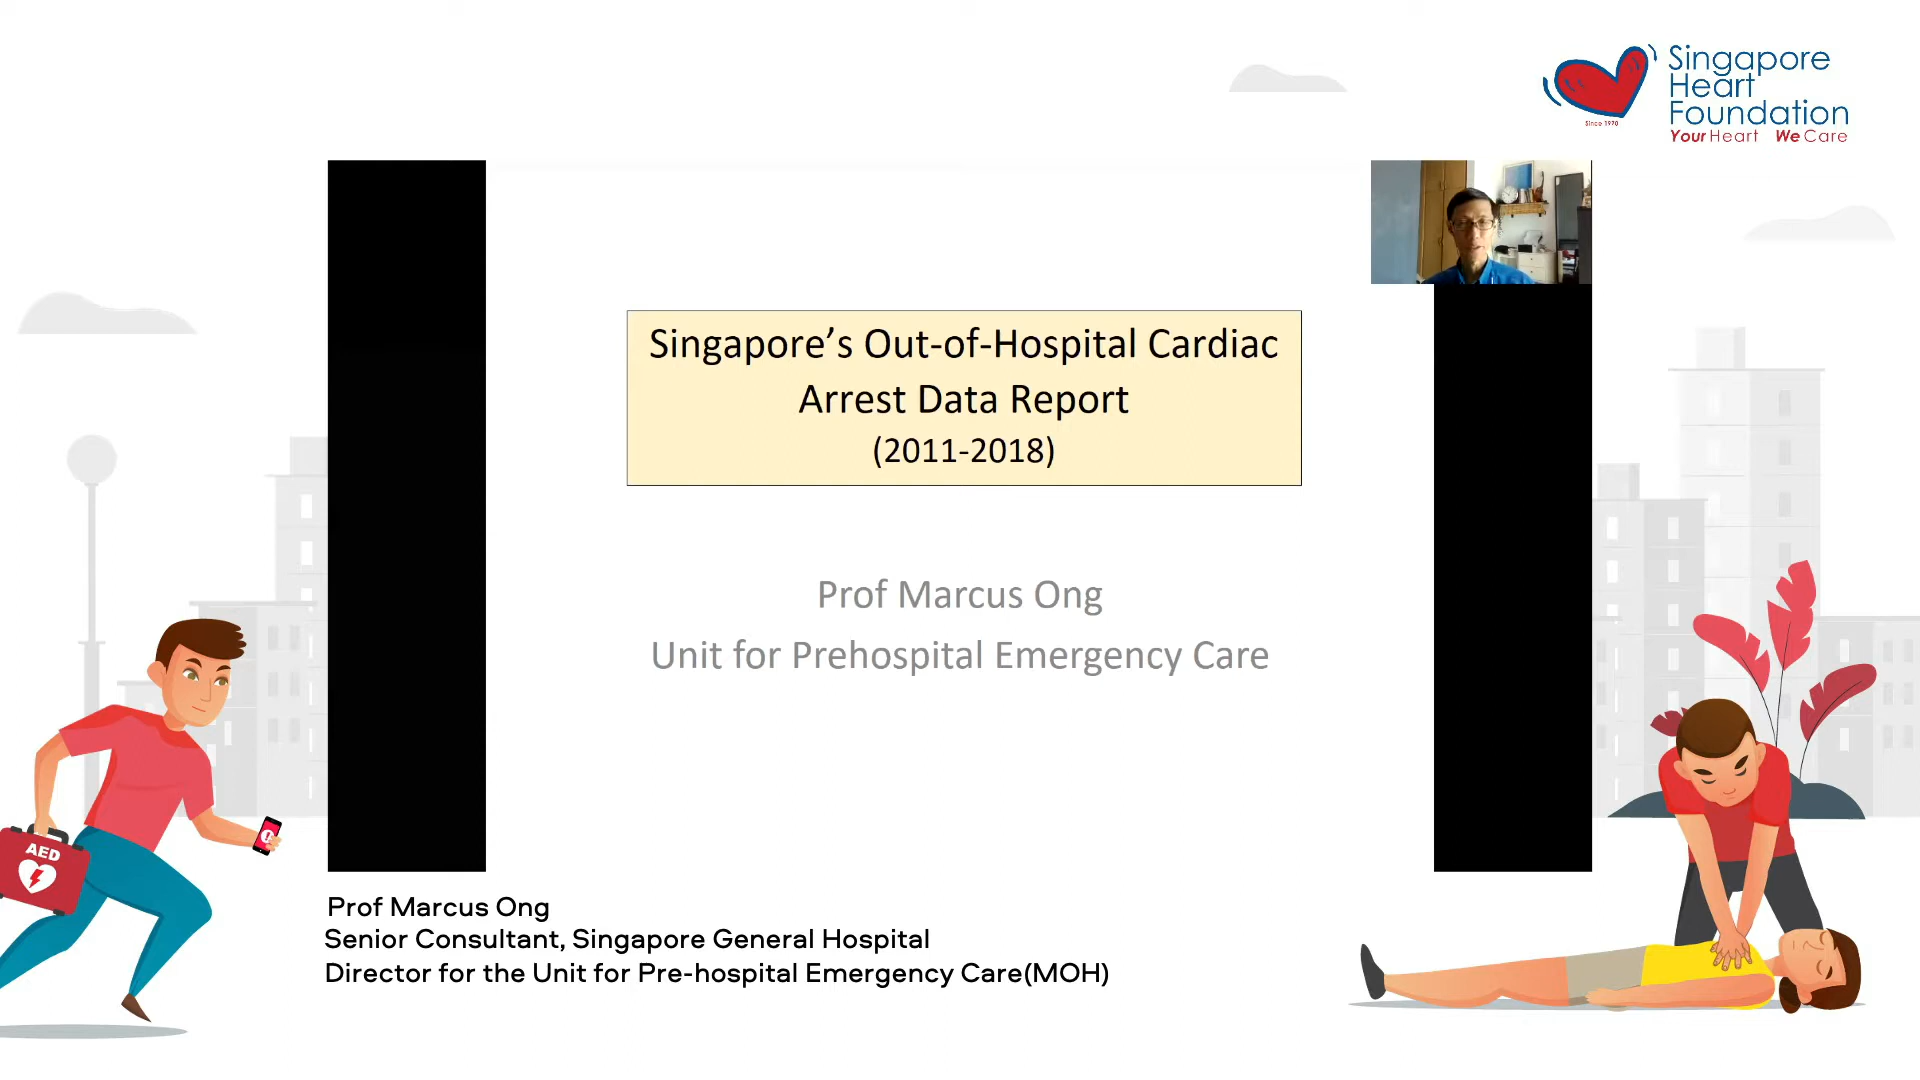 Singapore
Heart
Foundation
Since 1970
Your Heart We Care
Singapore’s Out-of-Hospital Cardiac
Arrest Data Report
(2011-2018)
Prof Marcus Ong
Unit for Prehospital Emergency Care
AED
Prof Marcus Ong
Senior Consultant, Singapore General Hospital
Director for the Unit for Pre-hospital Emergency Care(MOH)